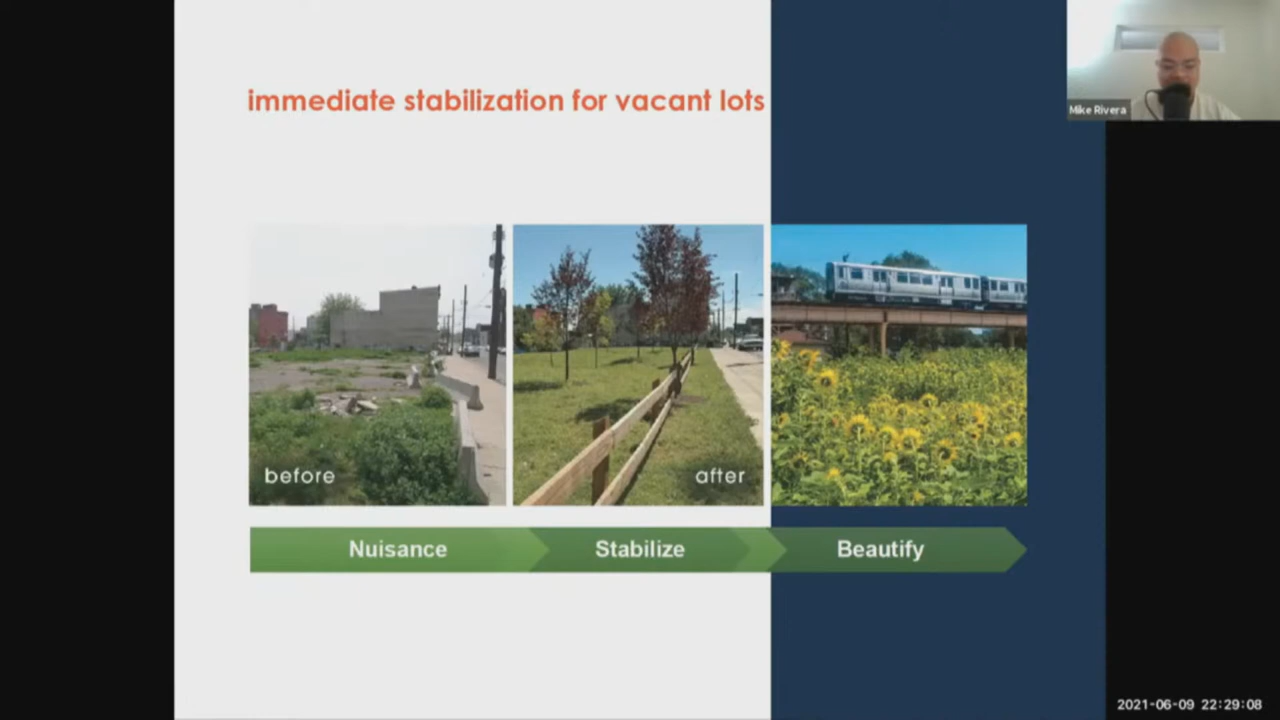 immediate stabilization for vacant lots
Mike Rivera
before
after
Nuisance
Stabilize
Beautify
2021-06-09 22:29:08